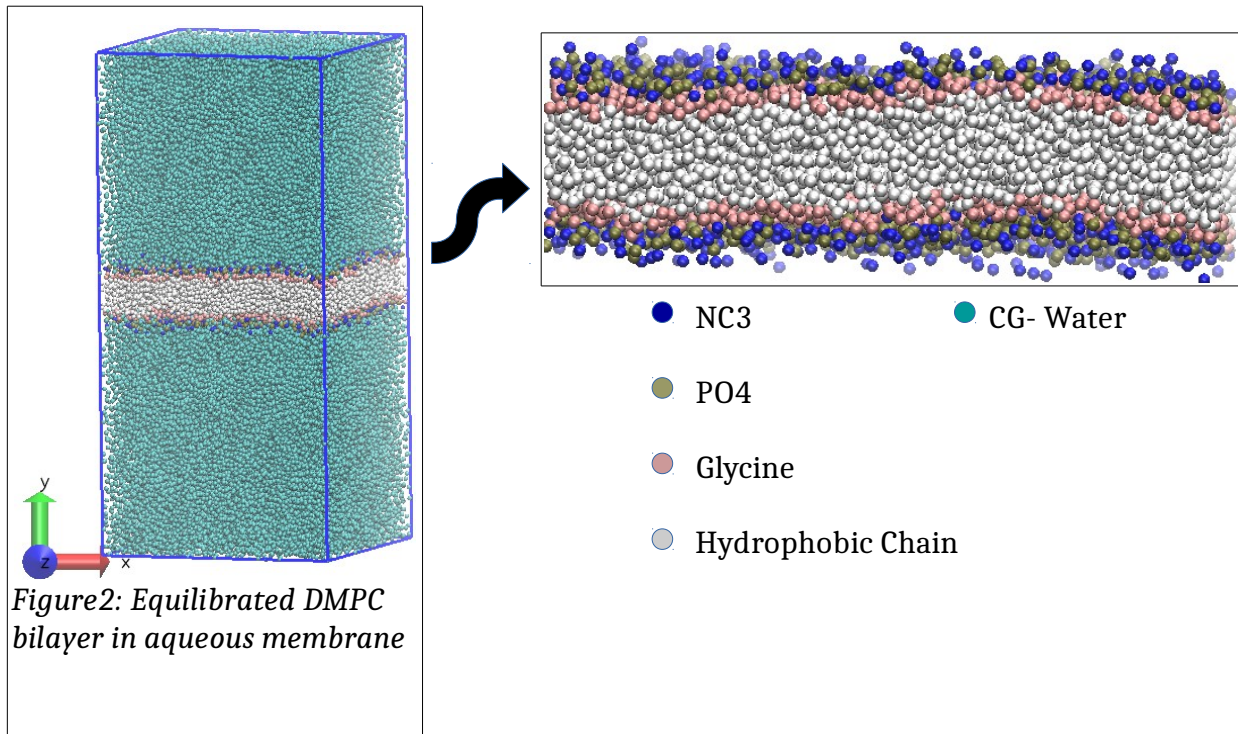 y
z
x
Figure2: Equilibrated DMPC
bilayer in aqueous membrane
NC3
CG- Water
PO4
Glycine
Hydrophobic Chain